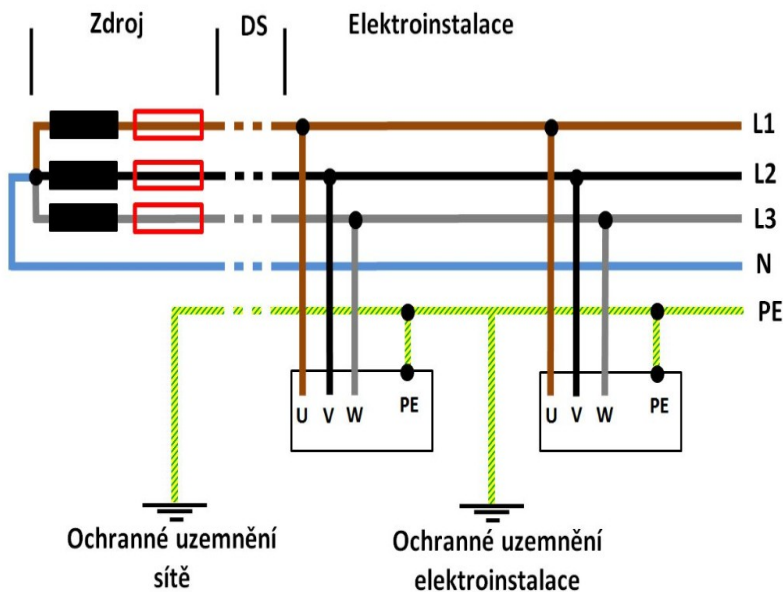 Zdroj
DS
Elektroinstalace
L1
L2
L3
N
PE
U V W PE
U V W PE
Ochranné uzemnění
sítě
Ochranné uzemnění
elektroinstalace